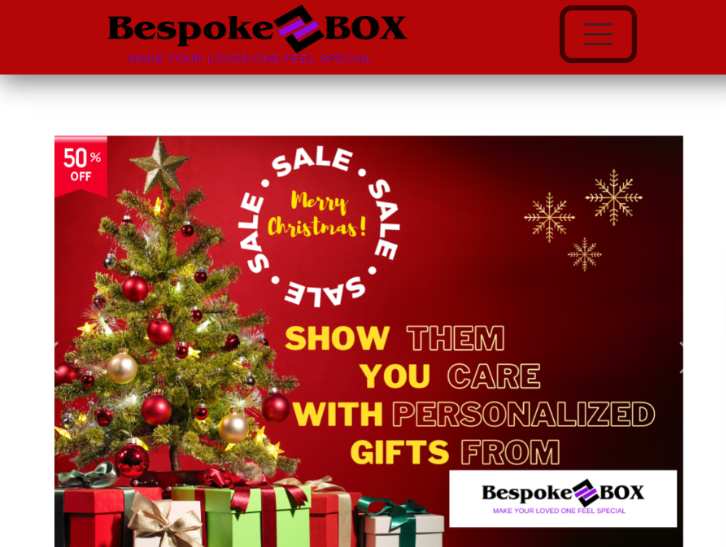 Bespoke BOX
MAKE YOUR LOVED ONE FEEL SPECIAL
50%
OFF
SALE • SALE • SALE • SALE •
Merry
Christmas!
SHOW THEM
YOU CARE
WITH PERSONALIZED
GIFTS FROM
Bespoke BOX
MAKE YOUR LOVED ONE FEEL SPECIAL